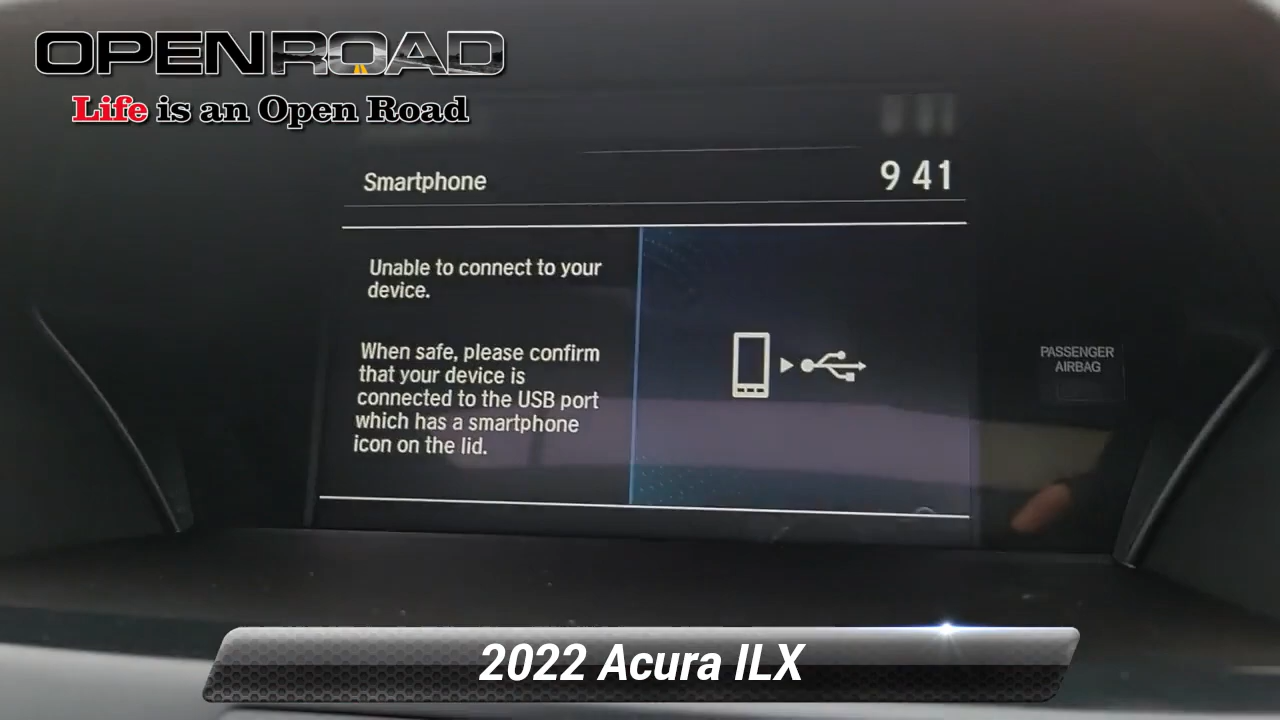 OPENROAD
Life is an Open Road
Smartphone
9 41
Unable to connect to your
device.
When safe, please confirm
that your device is
connected to the USB port
which has a smartphone
icon on the lid.
PASSENGER
AIRBAG
2022 Acura ILX